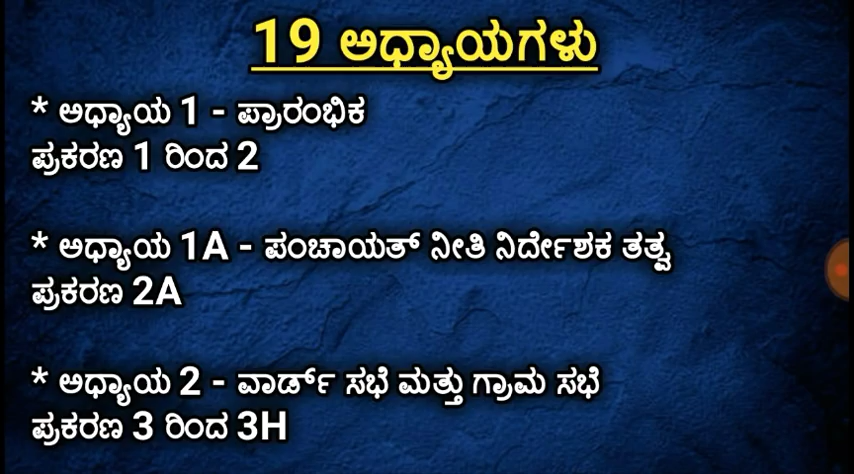 19 ಅಧ್ಯಾಯಗಳು
* ಅಧ್ಯಾಯ 1 - ಪ್ರಾರಂಭಿಕ
ಪ್ರಕರಣ 1 ರಿಂದ 2
* ಅಧ್ಯಾಯ 1A - ಪಂಚಾಯತ್ ನೀತಿ ನಿರ್ದೇಶಕ ತತ್ವ
ಪ್ರಕರಣ 2A
* ಅಧ್ಯಾಯ 2 - ವಾರ್ಡ್ ಸಭೆ ಮತ್ತು ಗ್ರಾಮ ಸಭೆ
ಪ್ರಕರಣ 3 ರಿಂದ 3H